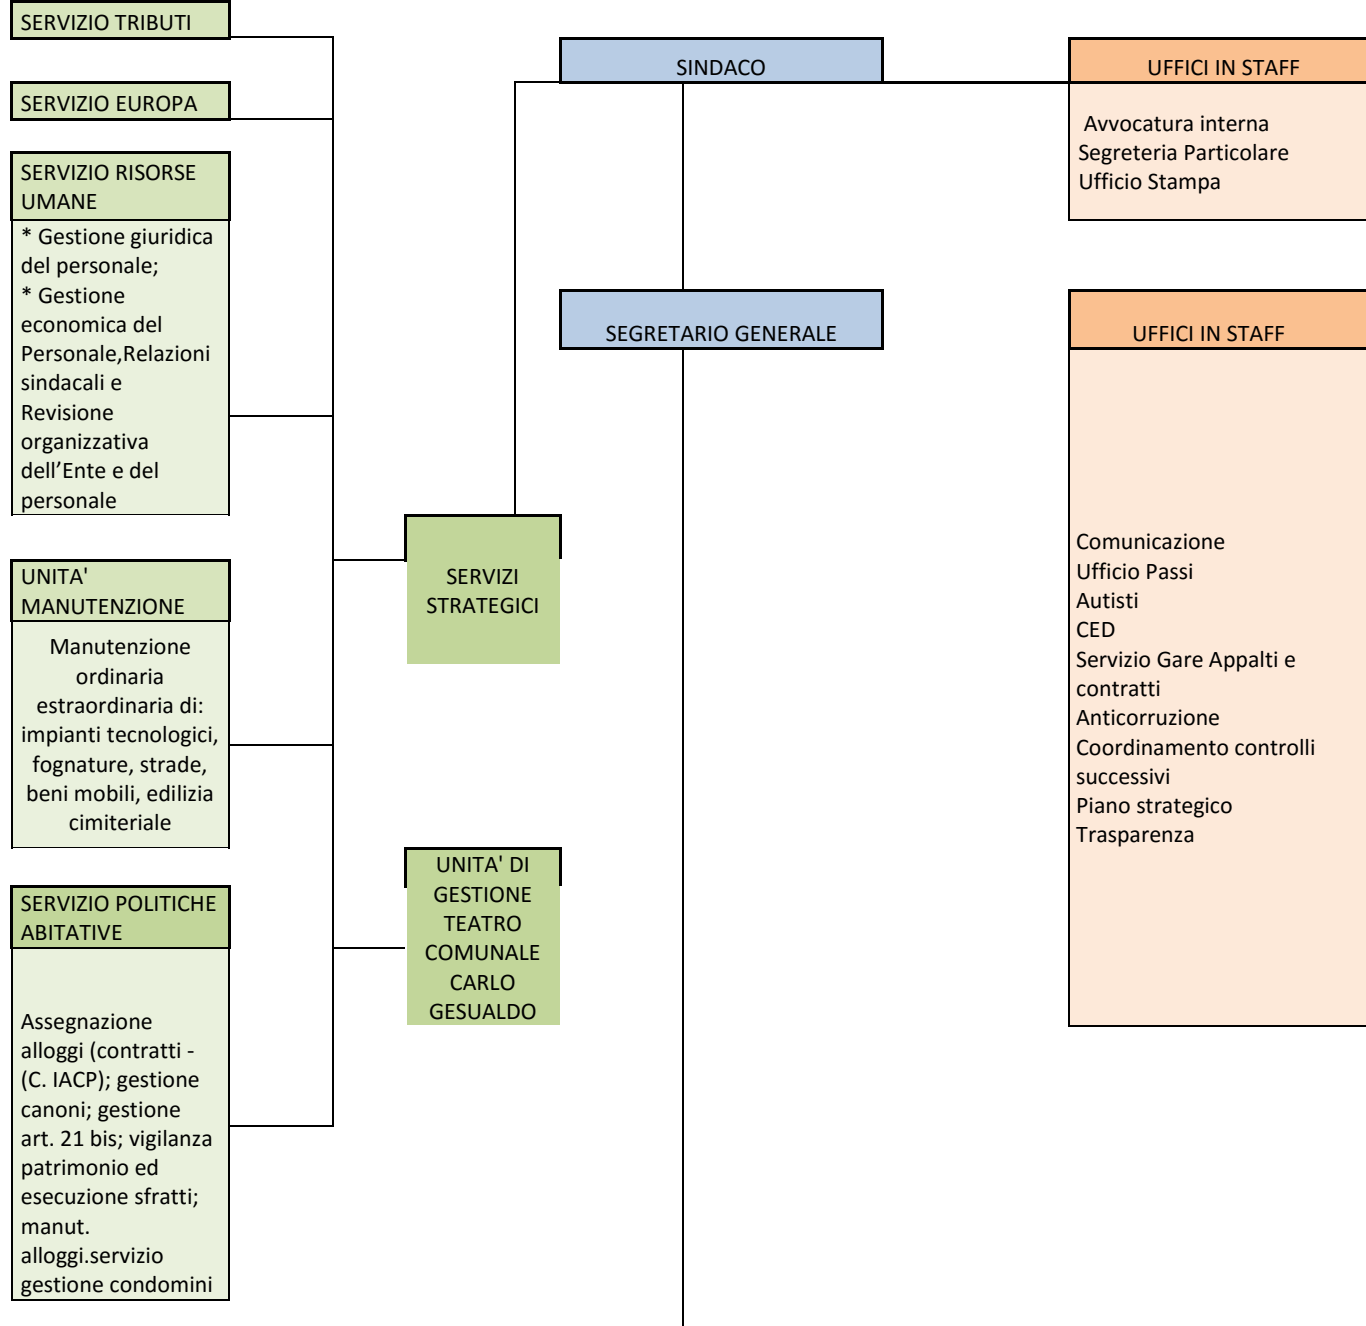 SERVIZIO TRIBUTI
SERVIZIO EUROPA
SERVIZIO RISORSE
UMANE
* Gestione giuridica
del personale;
* Gestione
economica del
Personale,Relazioni
sindacali e
Revisione
organizzativa
dell’Ente e del
personale
UNITA'
MANUTENZIONE
Manutenzione
ordinaria
estraordinaria di:
impianti tecnologici,
fognature, strade,
beni mobili, edilizia
cimiteriale
SERVIZIO POLITICHE
ABITATIVE
Assegnazione
alloggi (contratti -
(C. IACP); gestione
canoni; gestione
art. 21 bis; vigilanza
patrimonio ed
esecuzione sfratti;
manut.
alloggi.servizio
gestione condomini
SERVIZI
STRATEGICI
UNITA' DI
GESTIONE
TEATRO
COMUNALE
CARLO
GESUALDO
SINDACO
SEGRETARIO GENERALE
UFFICI IN STAFF
Avvocatura interna
Segreteria Particolare
Ufficio Stampa
UFFICI IN STAFF
Comunicazione
Ufficio Passi
Autisti
CED
Servizio Gare Appalti e
contratti
Anticorruzione
Coordinamento controlli
successivi
Piano strategico
Trasparenza